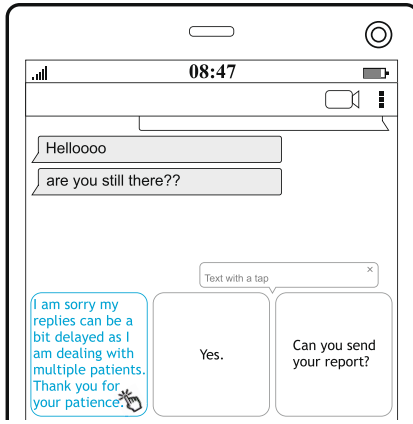 08:47
Helloooo
are you still there??
Text with a tap
I am sorry my
replies can be a
bit delayed as I
am dealing with
multiple patients.
Thank you for
your patience.
Yes.
Can you send
your report?